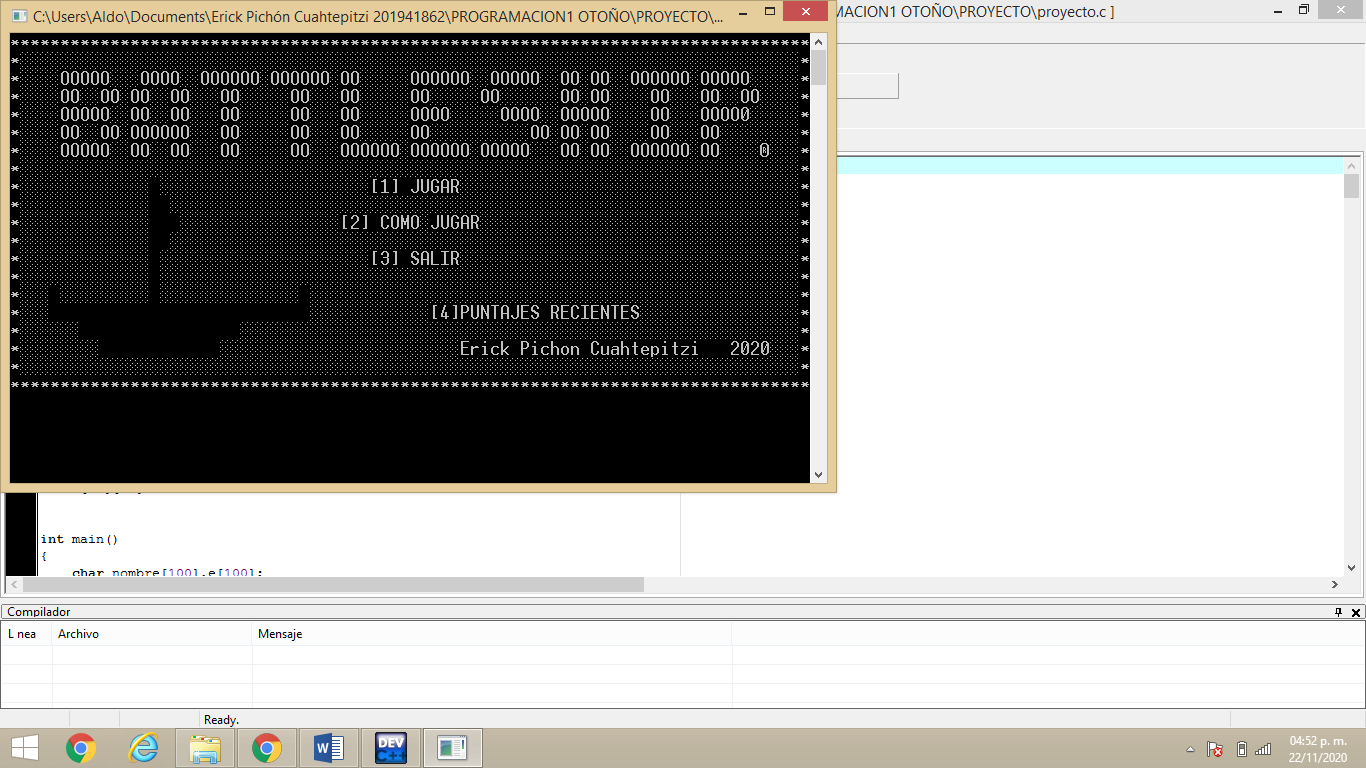 C:\Users\Aldo\Documents\Erick Pichón Cuahtepitzi 201941862\PROGRAMACION1 OTOÑO\PROYECTO\...
MACION1 OTOÑO\PROYECTO\proyecto.c ]
BATTLESHIP ®
[1] JUGAR
[2] COMO JUGAR
[3] SALIR
[4]PUNTAJES RECIENTES
Erick Pichon Cuahtepitzi 2020
int main()
{
char nombre[100],e[100];
Compilador
L nea Archivo Mensaje
Ready.
DEV C++
04:52 p. m.
22/11/2020